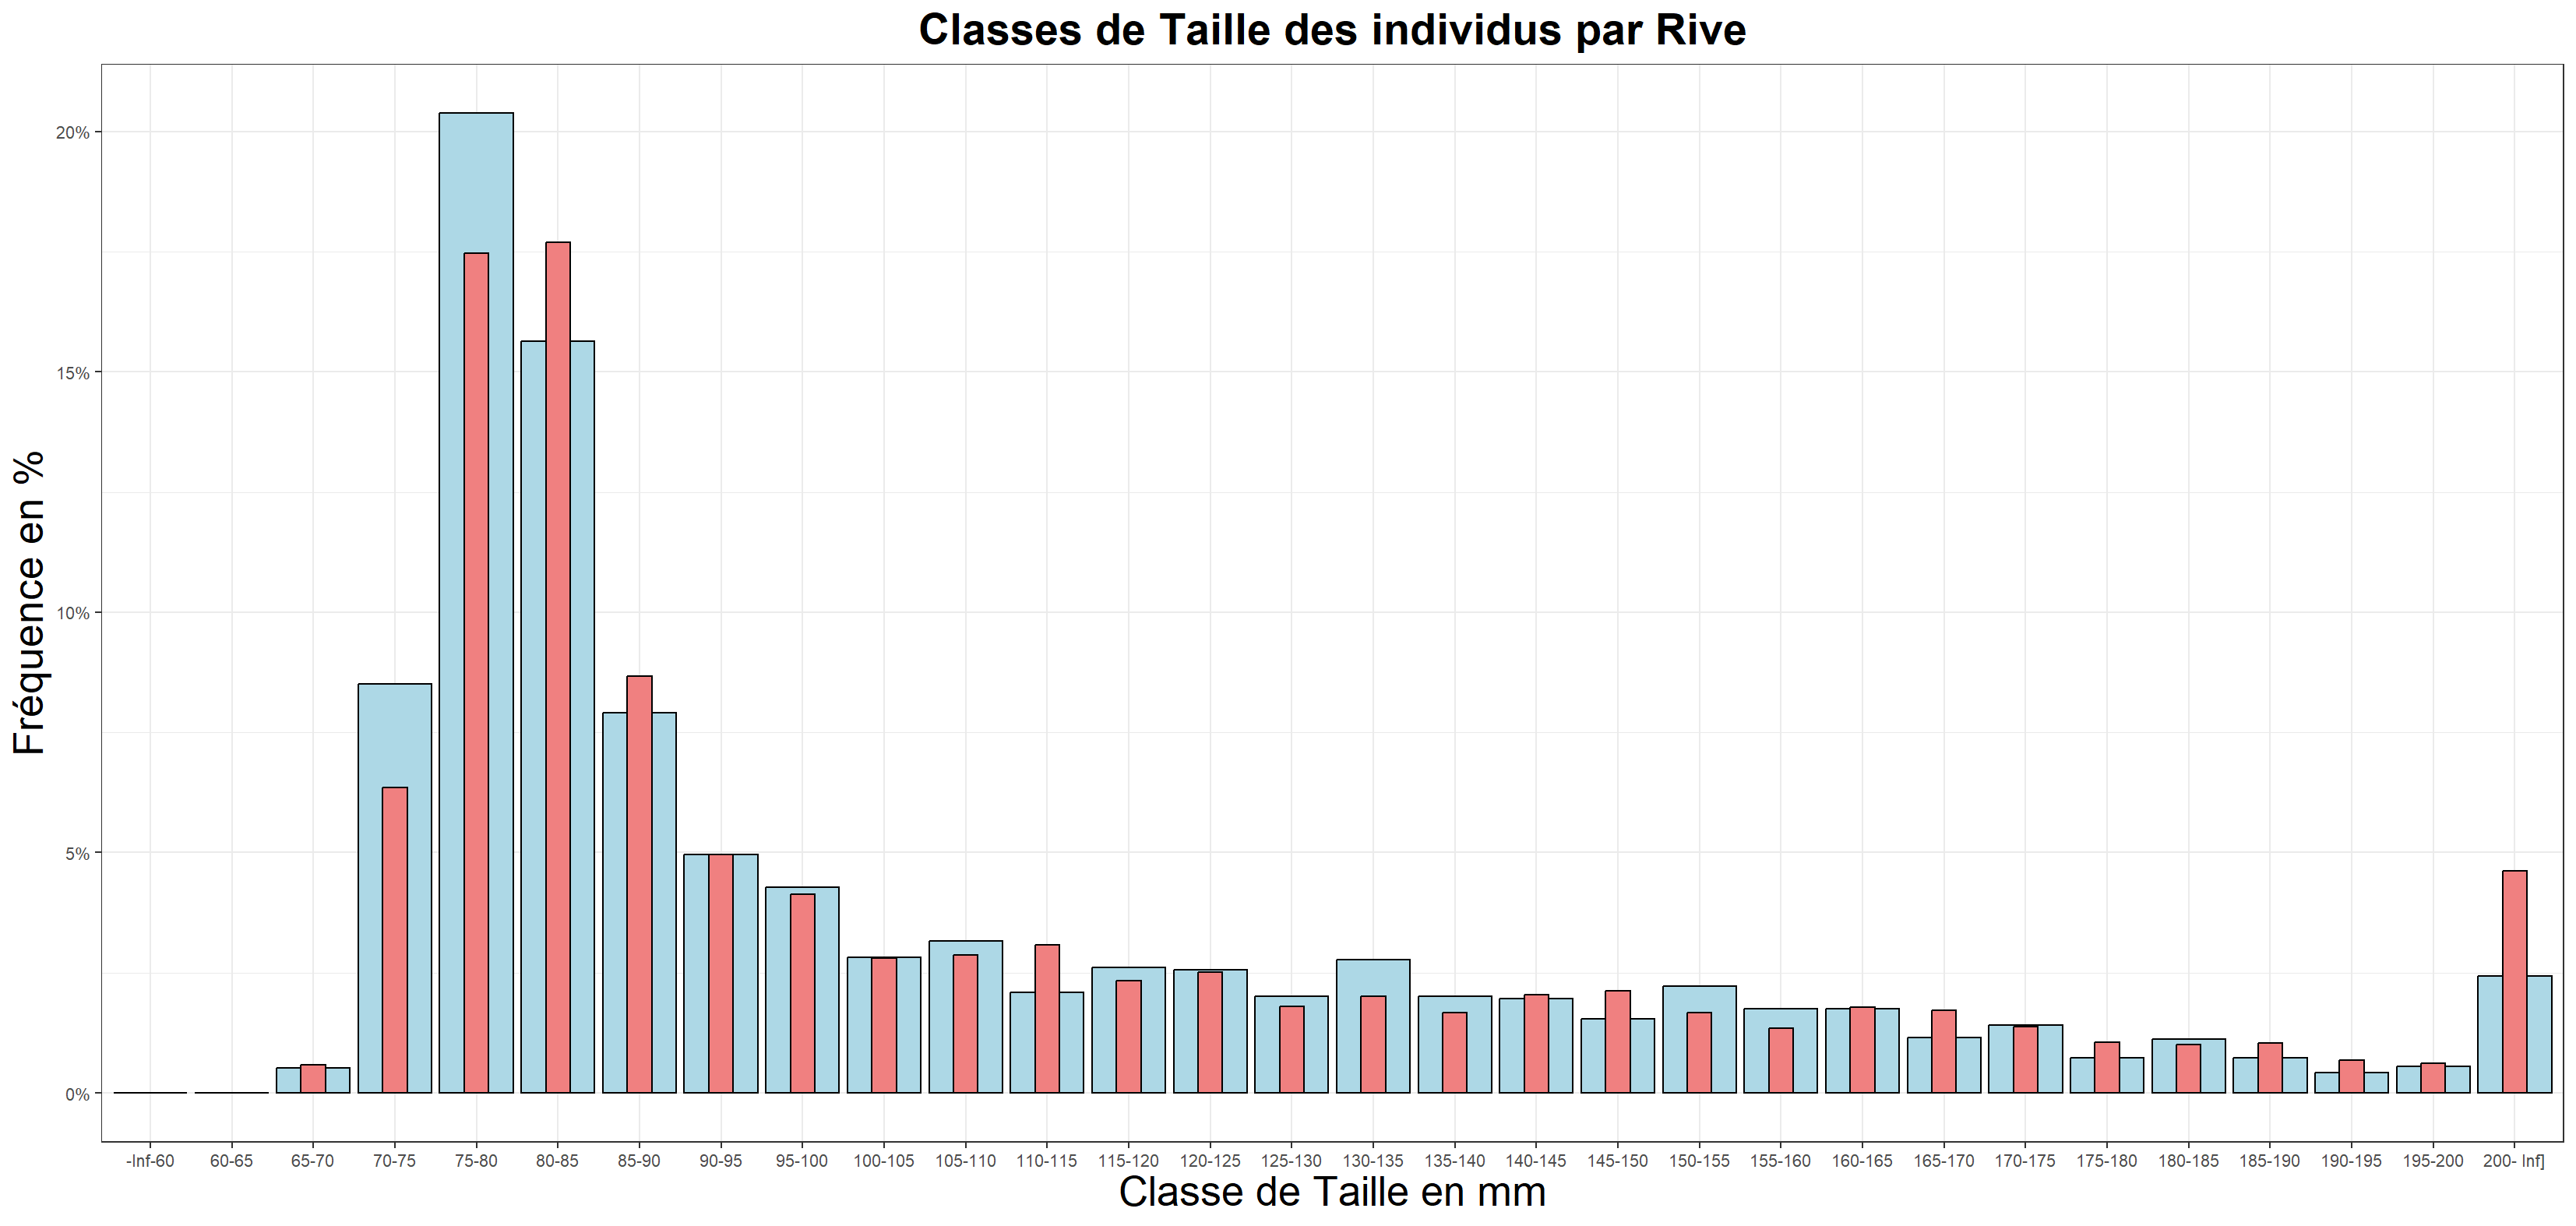 Classes de Taille des individus par Rive
Fréquence en %
20%
15%
10%
5%
0%
-Inf-60 60-65 65-70 70-75 75-80 80-85 85-90 90-95 95-100 100-105 105-110 110-115 115-120 120-125 125-130 130-135 135-140 140-145 145-150 150-155 155-160 160-165 165-170 170-175 175-180 180-185 185-190 190-195 195-200 200- Inf]
Classe de Taille en mm